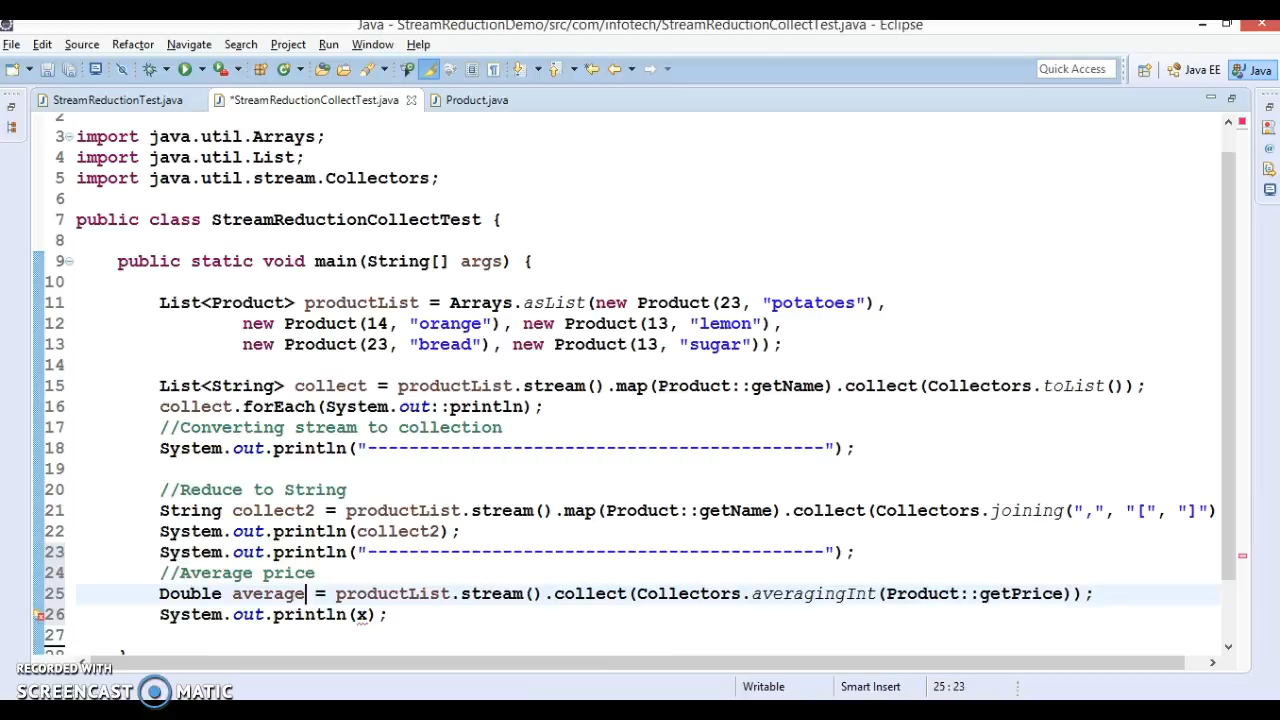 Java - StreamReductionDemo/src/com/infotech/StreamReductionCollectTest.java - Eclipse
File Edit Source Refactor Navigate Search Project Run Window Help
Quick Access Java EE Java
StreamReductionTest.java *StreamReductionCollectTest.java Product.java
2
3 import java.util.Arrays;
4 import java.util.List;
5 import java.util.stream.Collectors;
6
7 public class StreamReductionCollectTest {
8
9 public static void main(String[] args) {
10
11 List<Product> productList = Arrays.asList(new Product(23, "potatoes"),
12 new Product(14, "orange"), new Product(13, "lemon"),
13 new Product(23, "bread"), new Product(13, "sugar"));
14
15 List<String> collect = productList.stream().map(Product::getName).collect(Collectors.toList());
16 collect.forEach(System.out::println);
17 //Converting stream to collection
18 System.out.println("--------------------------------------------");
19
20 //Reduce to String
21 String collect2 = productList.stream().map(Product::getName).collect(Collectors.joining(",", "[", "]")
22 System.out.println(collect2);
23 System.out.println("--------------------------------------------");
24 //Average price
25 Double average = productList.stream().collect(Collectors.averagingInt(Product::getPrice));
26 System.out.println(x);
27
28 }
RECORDED WITH
SCREENCAST MATIC
Writable Smart Insert 25 : 23